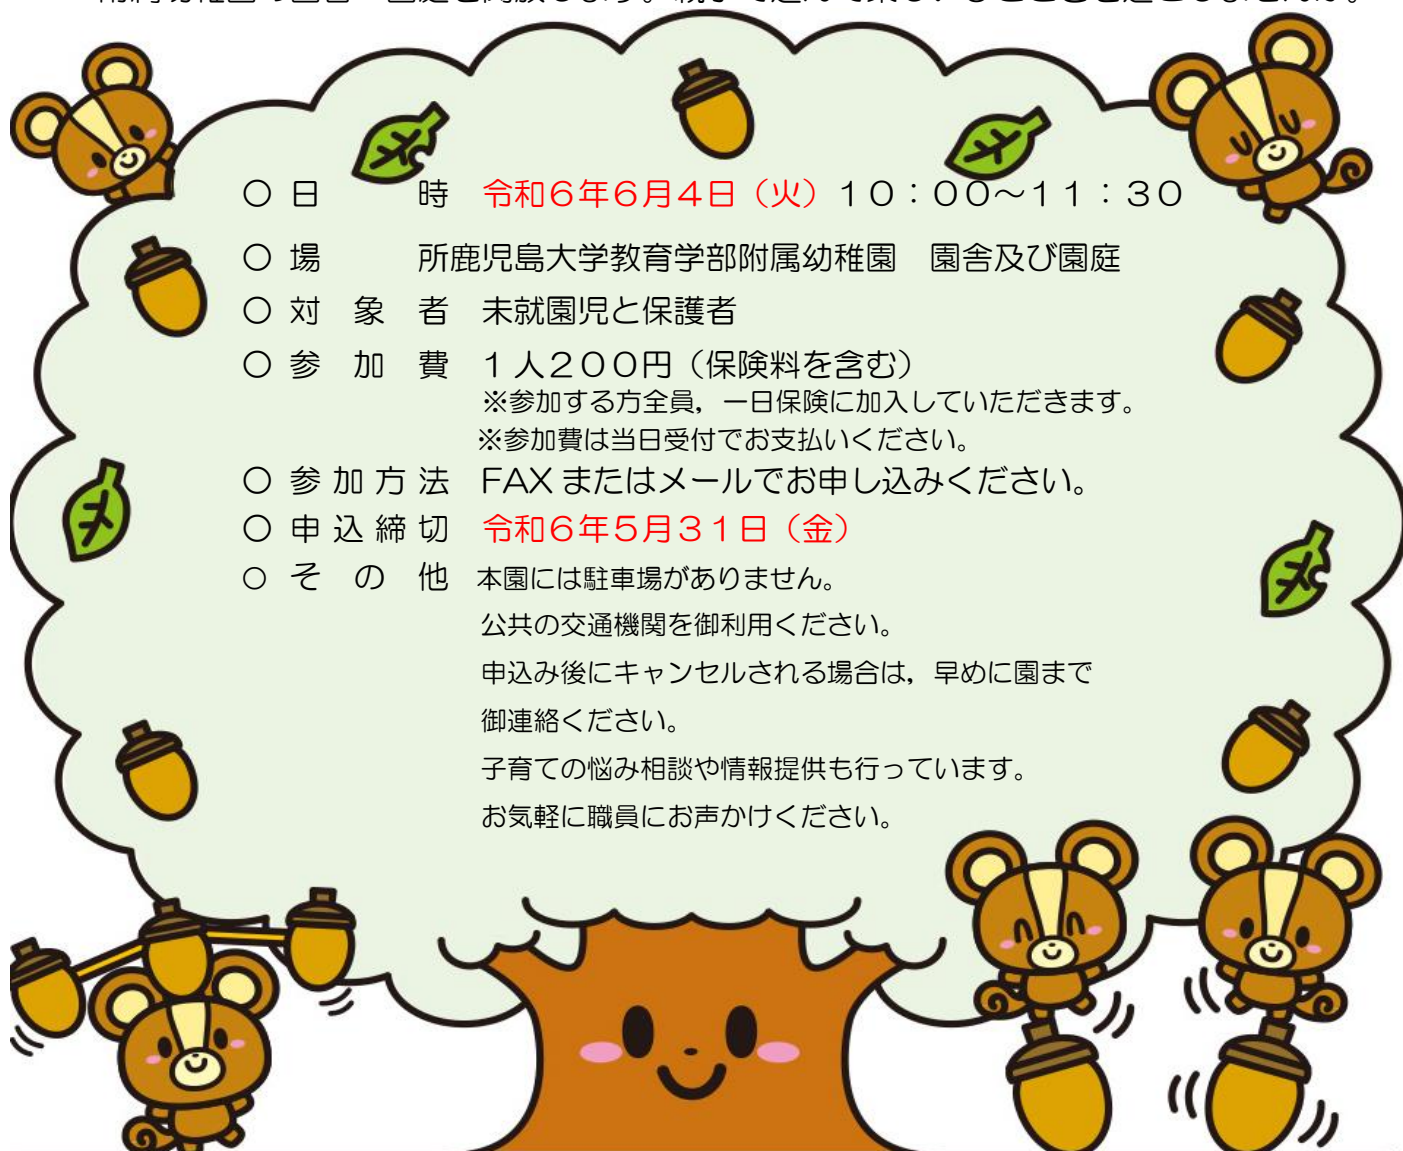 〇 日 時 令和６年６月４日（火）１０：００～１１：３０
〇 場 所鹿児島大学教育学部附属幼稚園 園舎及び園庭
〇 対 象 者 未就園児と保護者
〇 参 加 費 １人２００円（保険料を含む）
※参加する方全員，一日保険に加入していただきます。
※参加費は当日受付でお支払いください。
〇 参 加 方 法 FAX またはメールでお申し込みください。
〇 申 込 締 切 令和６年５月３１日（金）
○ そ の 他 本園には駐車場がありません。
公共の交通機関を御利用ください。
申込み後にキャンセルされる場合は，早めに園まで
御連絡ください。
子育ての悩み相談や情報提供も行っています。
お気軽に職員にお声かけください。